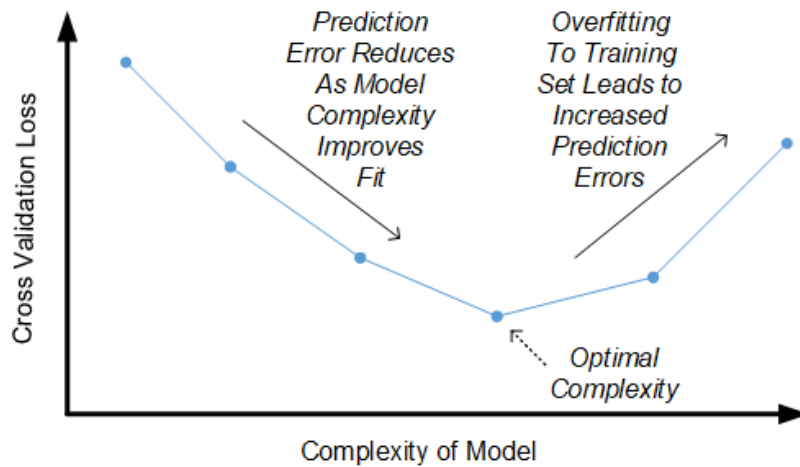 Prediction
Error Reduces
As Model
Complexity
Improves
Fit
Overfitting
To Training
Set Leads to
Increased
Prediction
Errors
Cross Validation Loss
Optimal
Complexity
Complexity of Model